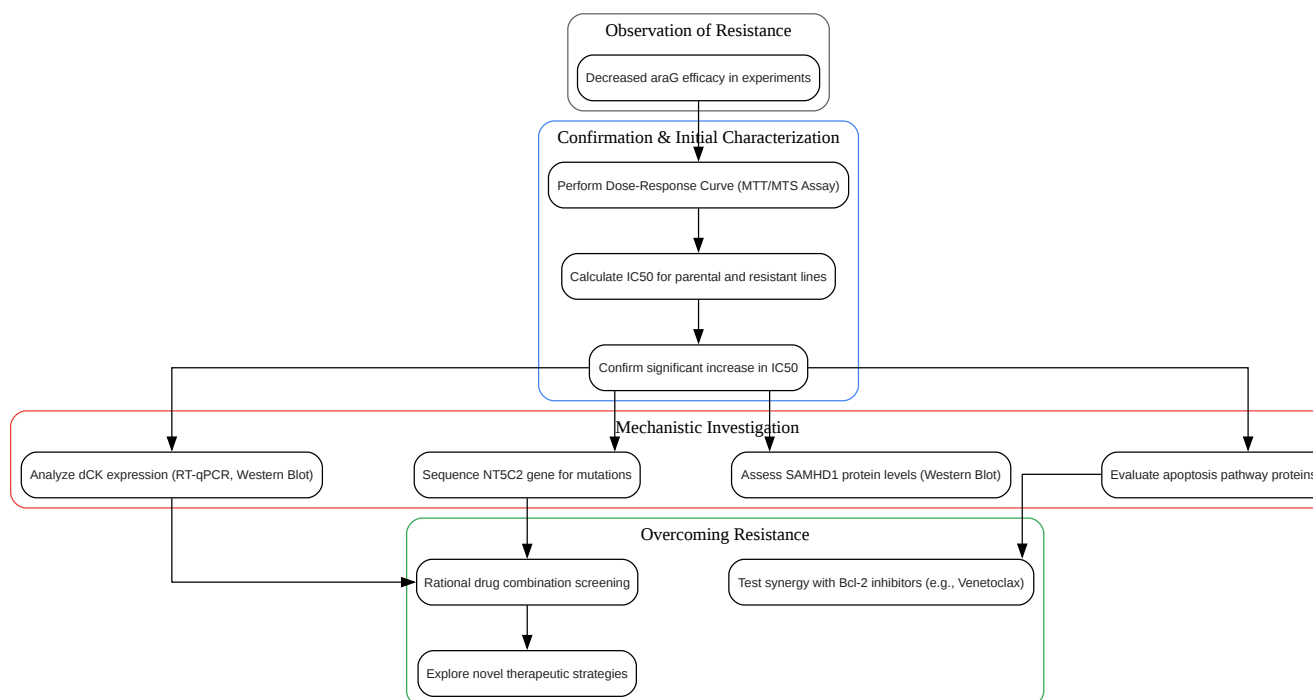 Observation of Resistance
Decreased araG efficacy in experiments
Confirmation & Initial Characterization
Perform Dose-Response Curve (MTT/MTS Assay)
Calculate IC50 for parental and resistant lines
Confirm significant increase in IC50
Mechanistic Investigation
Analyze dCK expression (RT-qPCR, Western Blot)
Sequence NT5C2 gene for mutations
Assess SAMHD1 protein levels (Western Blot)
Evaluate apoptosis pathway proteins
Overcoming Resistance
Rational drug combination screening
Test synergy with Bcl-2 inhibitors (e.g., Venetoclax)
Explore novel therapeutic strategies